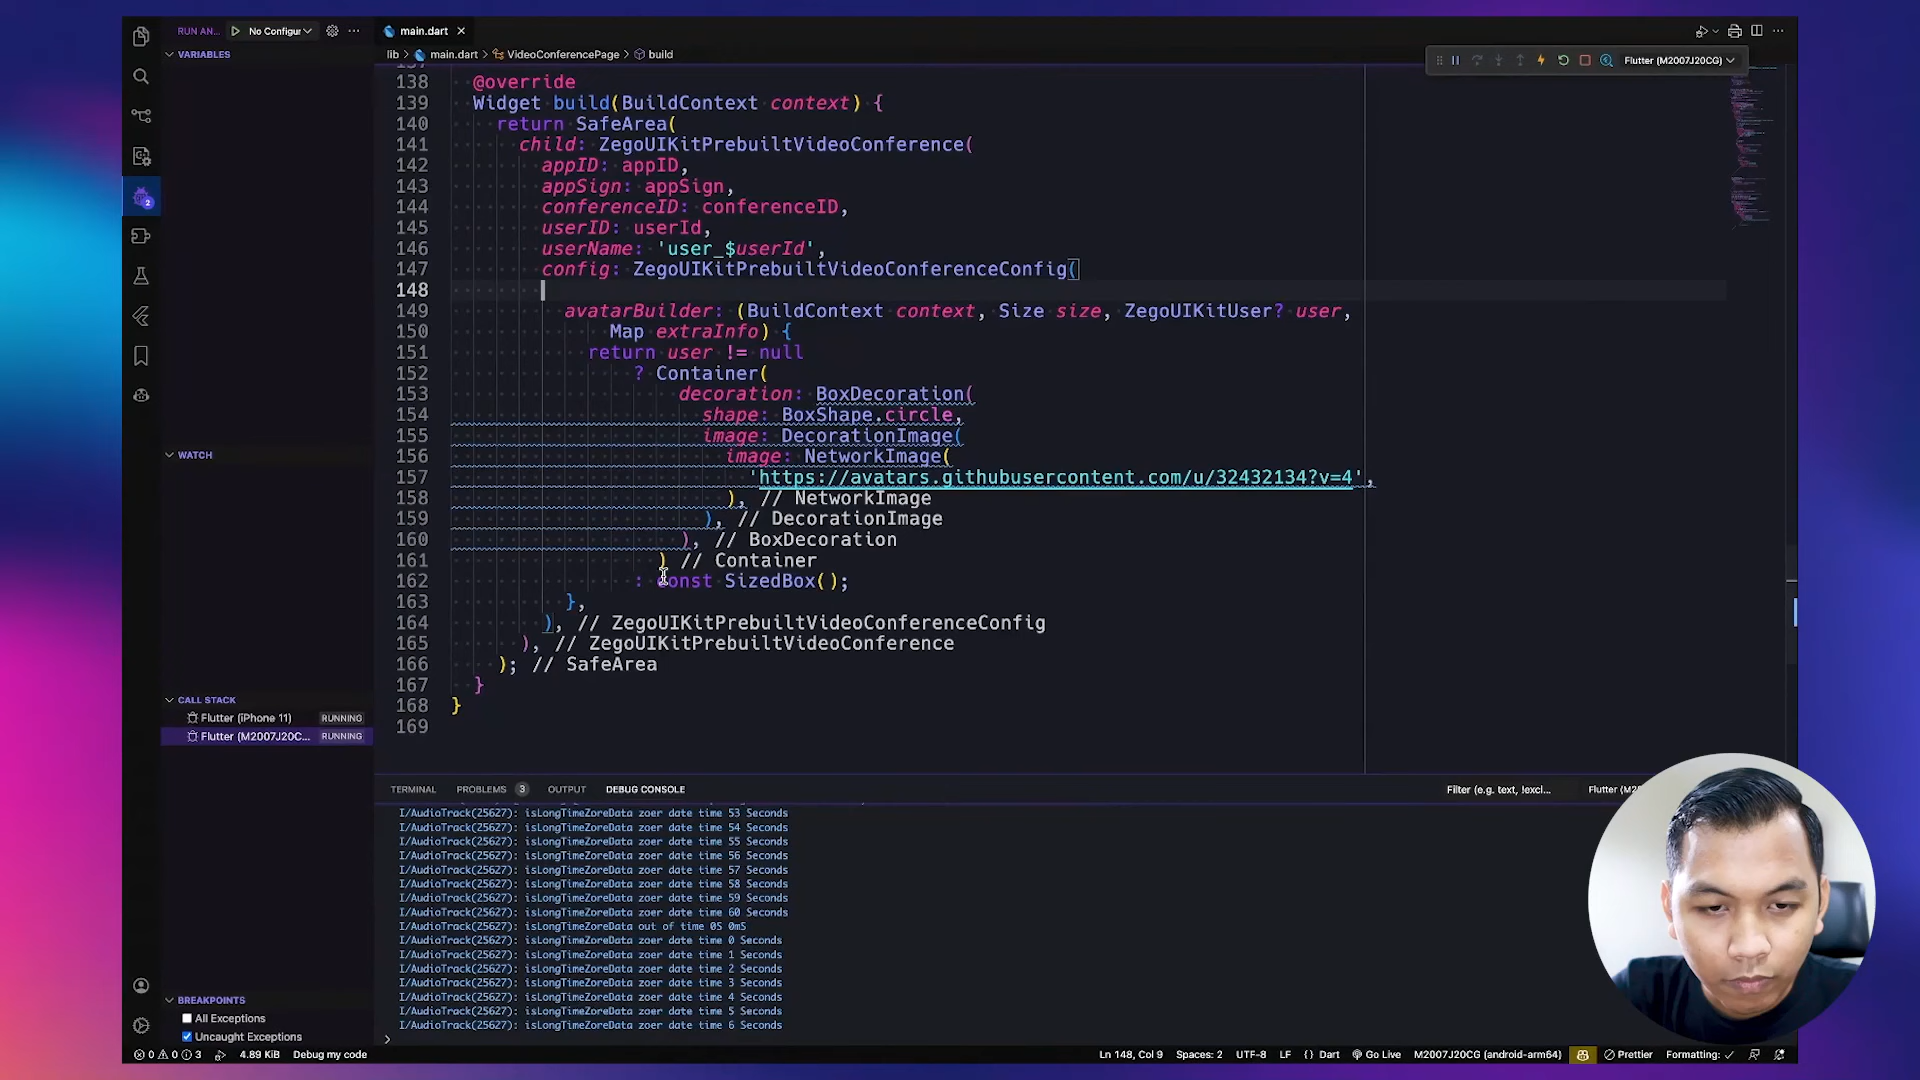 RUN AN... No Configur
main.dart
VARIABLES
lib > main.dart > VideoConferencePage > build
Flutter (M2007J20CG)
138 @override
139 Widget build(BuildContext context) {
140 return SafeArea(
141 child: ZegoUIKitPrebuiltVideoConference(
142 appID: appID,
143 appSign: appSign,
144 conferenceID: conferenceID,
145 userID: userId,
146 userName: 'user_$userId',
147 config: ZegoUIKitPrebuiltVideoConferenceConfig(
148
149 avatarBuilder: (BuildContext context, Size size, ZegoUIKitUser? user,
150 Map extraInfo) {
151 return user != null
152 ? Container(
153 decoration: BoxDecoration(
154 shape: BoxShape.circle,
155 image: DecorationImage(
156 image: NetworkImage(
157 'https://avatars.githubusercontent.com/u/32432134?v=4',
158 ), // NetworkImage
159 ), // DecorationImage
160 ), // BoxDecoration
161 ) // Container
162 : const SizedBox();
163 },
164 ), // ZegoUIKitPrebuiltVideoConferenceConfig
165 ), // ZegoUIKitPrebuiltVideoConference
166 ); // SafeArea
167 }
168 }
169
2
WATCH
CALL STACK
Flutter (iPhone 11) RUNNING
Flutter (M2007J20C... RUNNING
BREAKPOINTS
All Exceptions
Uncaught Exceptions
TERMINAL PROBLEMS 3 OUTPUT DEBUG CONSOLE
Filter (e.g. text, !excl... Flutter (M2
I/AudioTrack(25627): isLongTimeZoreData zoer date time 53 Seconds
I/AudioTrack(25627): isLongTimeZoreData zoer date time 54 Seconds
I/AudioTrack(25627): isLongTimeZoreData zoer date time 55 Seconds
I/AudioTrack(25627): isLongTimeZoreData zoer date time 56 Seconds
I/AudioTrack(25627): isLongTimeZoreData zoer date time 57 Seconds
I/AudioTrack(25627): isLongTimeZoreData zoer date time 58 Seconds
I/AudioTrack(25627): isLongTimeZoreData zoer date time 59 Seconds
I/AudioTrack(25627): isLongTimeZoreData zoer date time 60 Seconds
I/AudioTrack(25627): isLongTimeZoreData out of time 0S 0mS
I/AudioTrack(25627): isLongTimeZoreData zoer date time 0 Seconds
I/AudioTrack(25627): isLongTimeZoreData zoer date time 1 Seconds
I/AudioTrack(25627): isLongTimeZoreData zoer date time 2 Seconds
I/AudioTrack(25627): isLongTimeZoreData zoer date time 3 Seconds
I/AudioTrack(25627): isLongTimeZoreData zoer date time 4 Seconds
I/AudioTrack(25627): isLongTimeZoreData zoer date time 5 Seconds
I/AudioTrack(25627): isLongTimeZoreData zoer date time 6 Seconds
0 0 3 4.89 KiB Debug my code Ln 148, Col 9 Spaces: 2 UTF-8 LF {} Dart Go Live M2007J20CG (android-arm64) Prettier Formatting: ✓